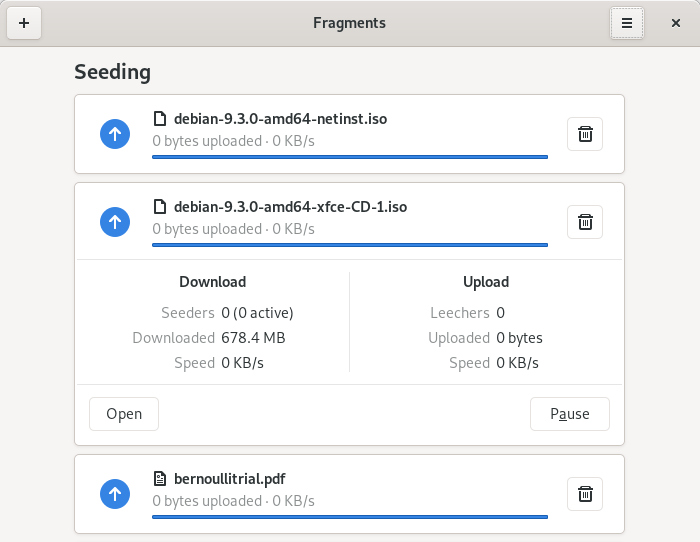 Fragments
Seeding
debian-9.3.0-amd64-netinst.iso
0 bytes uploaded · 0 KB/s
debian-9.3.0-amd64-xfce-CD-1.iso
0 bytes uploaded · 0 KB/s
Download Upload
Seeders 0 (0 active) Leechers 0
Downloaded 678.4 MB Uploaded 0 bytes
Speed 0 KB/s Speed 0 KB/s
Open Pause
bernoullitrial.pdf
0 bytes uploaded · 0 KB/s